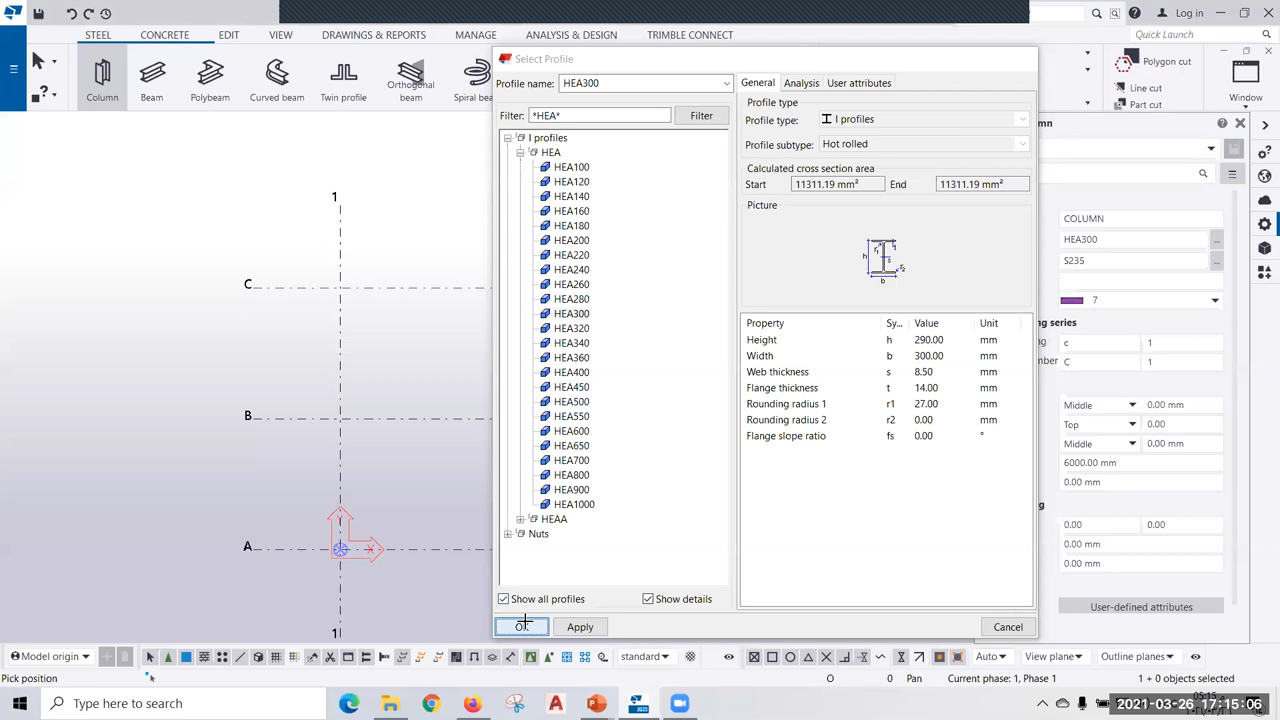 Log in
STEEL CONCRETE EDIT VIEW DRAWINGS & REPORTS MANAGE ANALYSIS & DESIGN TRIMBLE CONNECT
Quick Launch
Column Beam Polybeam Curved beam Twin profile Orthogonal beam Spiral be
Polygon cut
Line cut
Part cut
Window
Select Profile
Profile name: HEA300
Filter: *HEA* Filter
I profiles
HEA
HEA100
HEA120
HEA140
HEA160
HEA180
HEA200
HEA220
HEA240
HEA260
HEA280
HEA300
HEA320
HEA340
HEA360
HEA400
HEA450
HEA500
HEA550
HEA600
HEA650
HEA700
HEA800
HEA900
HEA1000
HEAA
Nuts
Show all profiles Show details
OK Apply Cancel
General Analysis User attributes
Profile type
Profile type: I profiles
Profile subtype: Hot rolled
Calculated cross section area
Start 11311.19 mm² End 11311.19 mm²
Picture
h b s
Property Sy... Value Unit
Height h 290.00 mm
Width b 300.00 mm
Web thickness s 8.50 mm
Flange thickness t 14.00 mm
Rounding radius 1 r1 27.00 mm
Rounding radius 2 r2 0.00 mm
Flange slope ratio fs 0.00 °
mn
COLUMN
HEA300
S235
7
ng series
ng c 1
mber C 1
Middle 0.00 mm
Top 0.00
Middle 0.00 mm
6000.00 mm
0.00 mm
ng
0.00 0.00
0.00 mm
0.00 mm
User-defined attributes
1
C
B
A
X
1
Model origin standard Auto View plane Outline planes
Pick position O 0 Pan Current phase: 1, Phase 1 1 + 0 objects selected
Type here to search
2021-03-26 17:15:06